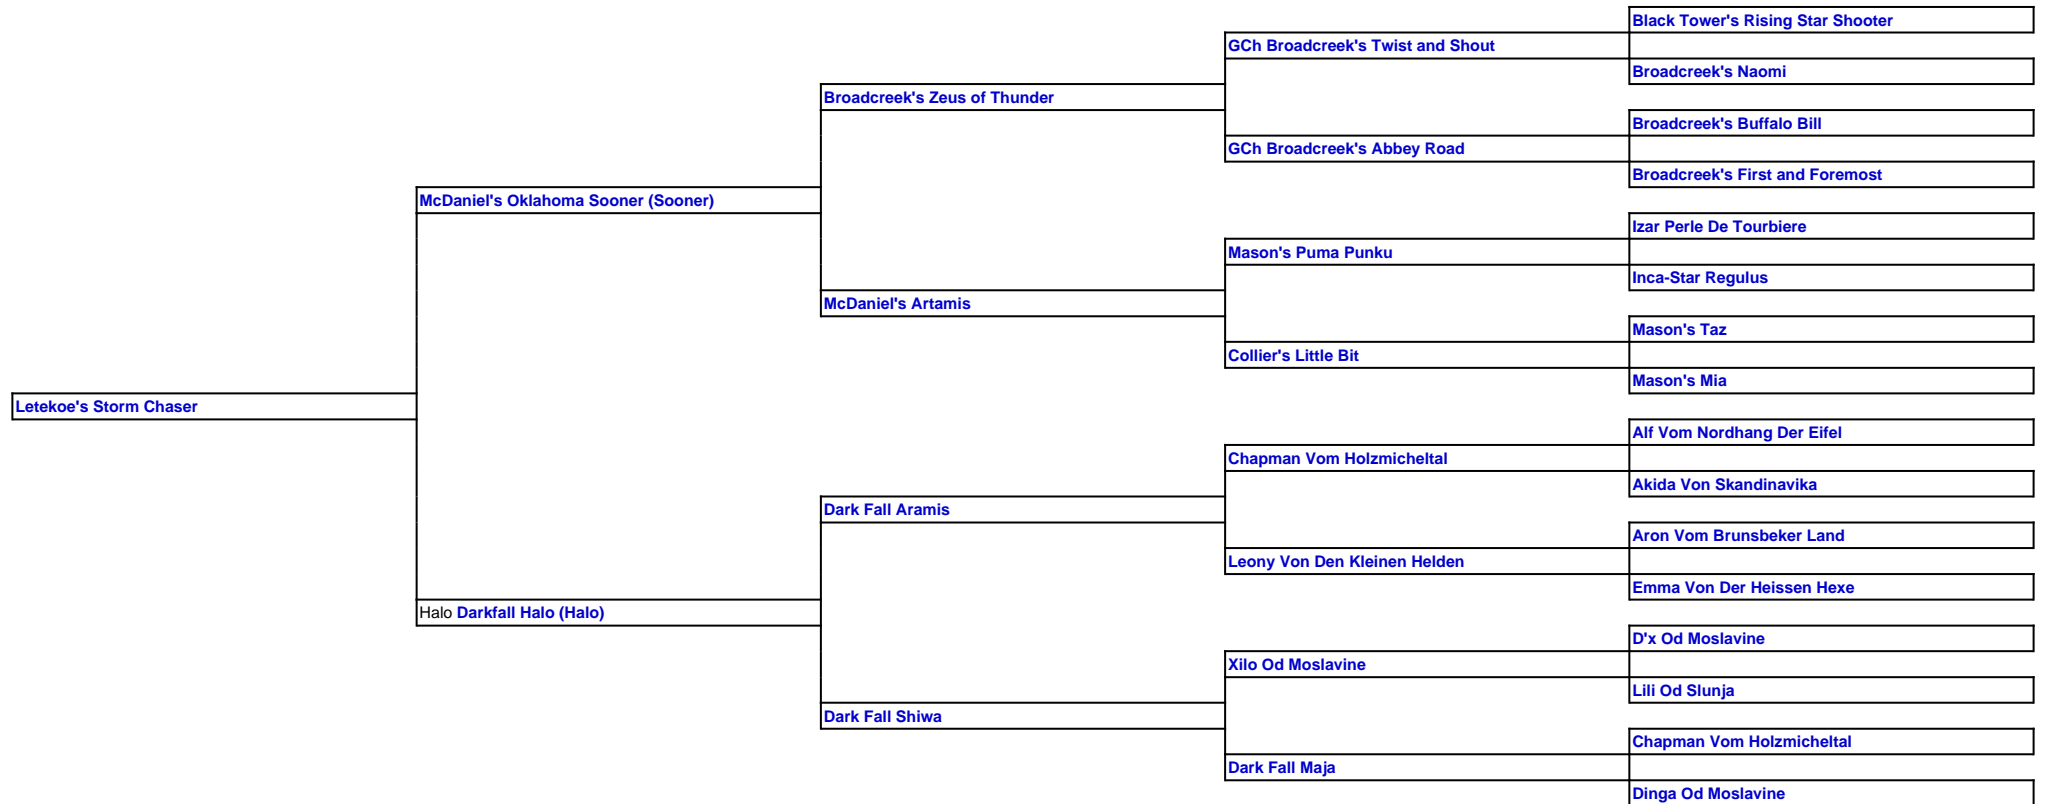 Black Tower's Rising Star Shooter
GCh Broadcreek's Twist and Shout
Broadcreek's Naomi
Broadcreek's Zeus of Thunder
Broadcreek's Buffalo Bill
GCh Broadcreek's Abbey Road
Broadcreek's First and Foremost
McDaniel's Oklahoma Sooner (Sooner)
Izar Perle De Tourbiere
Mason's Puma Punku
Inca-Star Regulus
McDaniel's Artamis
Mason's Taz
Collier's Little Bit
Mason's Mia
Letekoe's Storm Chaser
Alf Vom Nordhang Der Eifel
Chapman Vom Holzmicheltal
Akida Von Skandinavika
Dark Fall Aramis
Aron Vom Brunsbeker Land
Leony Von Den Kleinen Helden
Emma Von Der Heissen Hexe
Halo Darkfall Halo (Halo)
D'x Od Moslavine
Xilo Od Moslavine
Lili Od Slunja
Dark Fall Shiwa
Chapman Vom Holzmicheltal
Dark Fall Maja
Dinga Od Moslavine